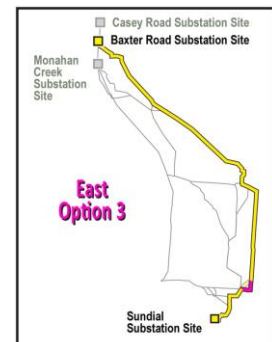 Casey Road Substation Site
Baxter Road Substation Site
Monahan
Creek
Substation
Site
East
Option 3
Sundial
Substation Site